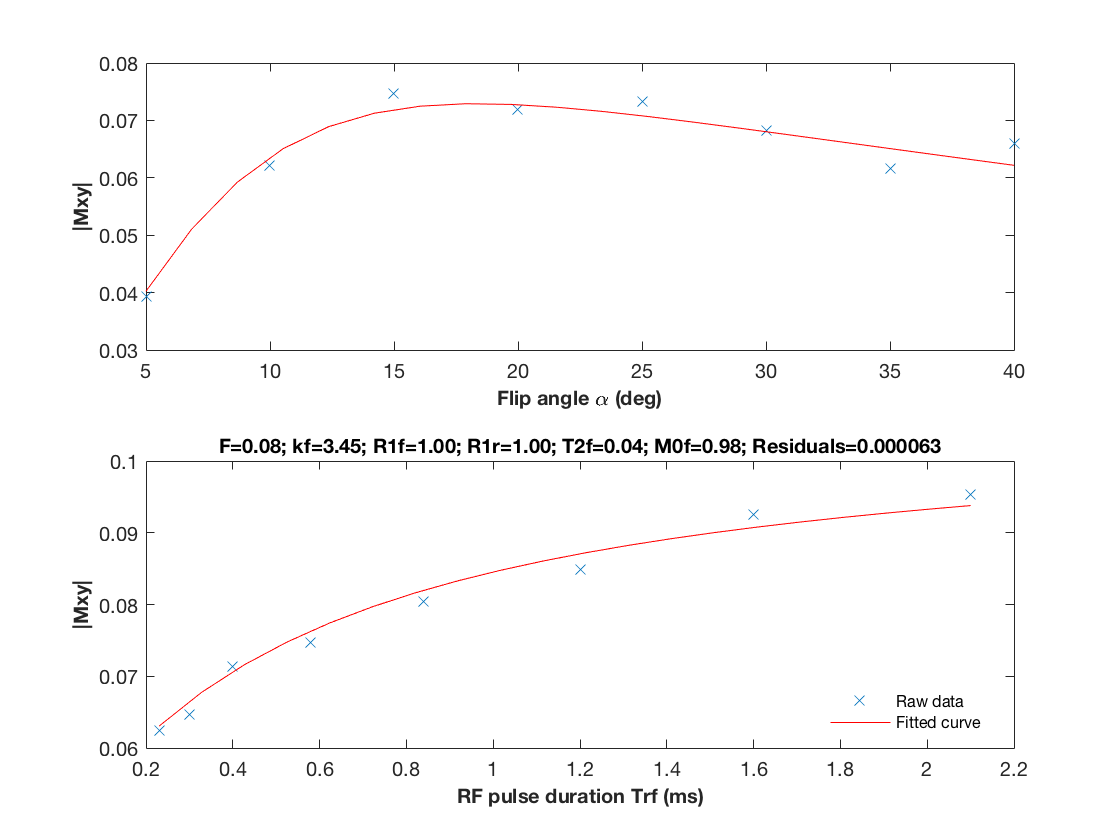 0.08
0.07
0.06
0.05
0.04
0.03
|Mxy|
5 10 15 20 25 30 35 40
Flip angle α (deg)
F=0.08; kf=3.45; R1f=1.00; R1r=1.00; T2f=0.04; M0f=0.98; Residuals=0.000063
0.1
0.09
0.08
0.07
0.06
|Mxy|
Raw data
Fitted curve
0.2 0.4 0.6 0.8 1 1.2 1.4 1.6 1.8 2 2.2
RF pulse duration Trf (ms)